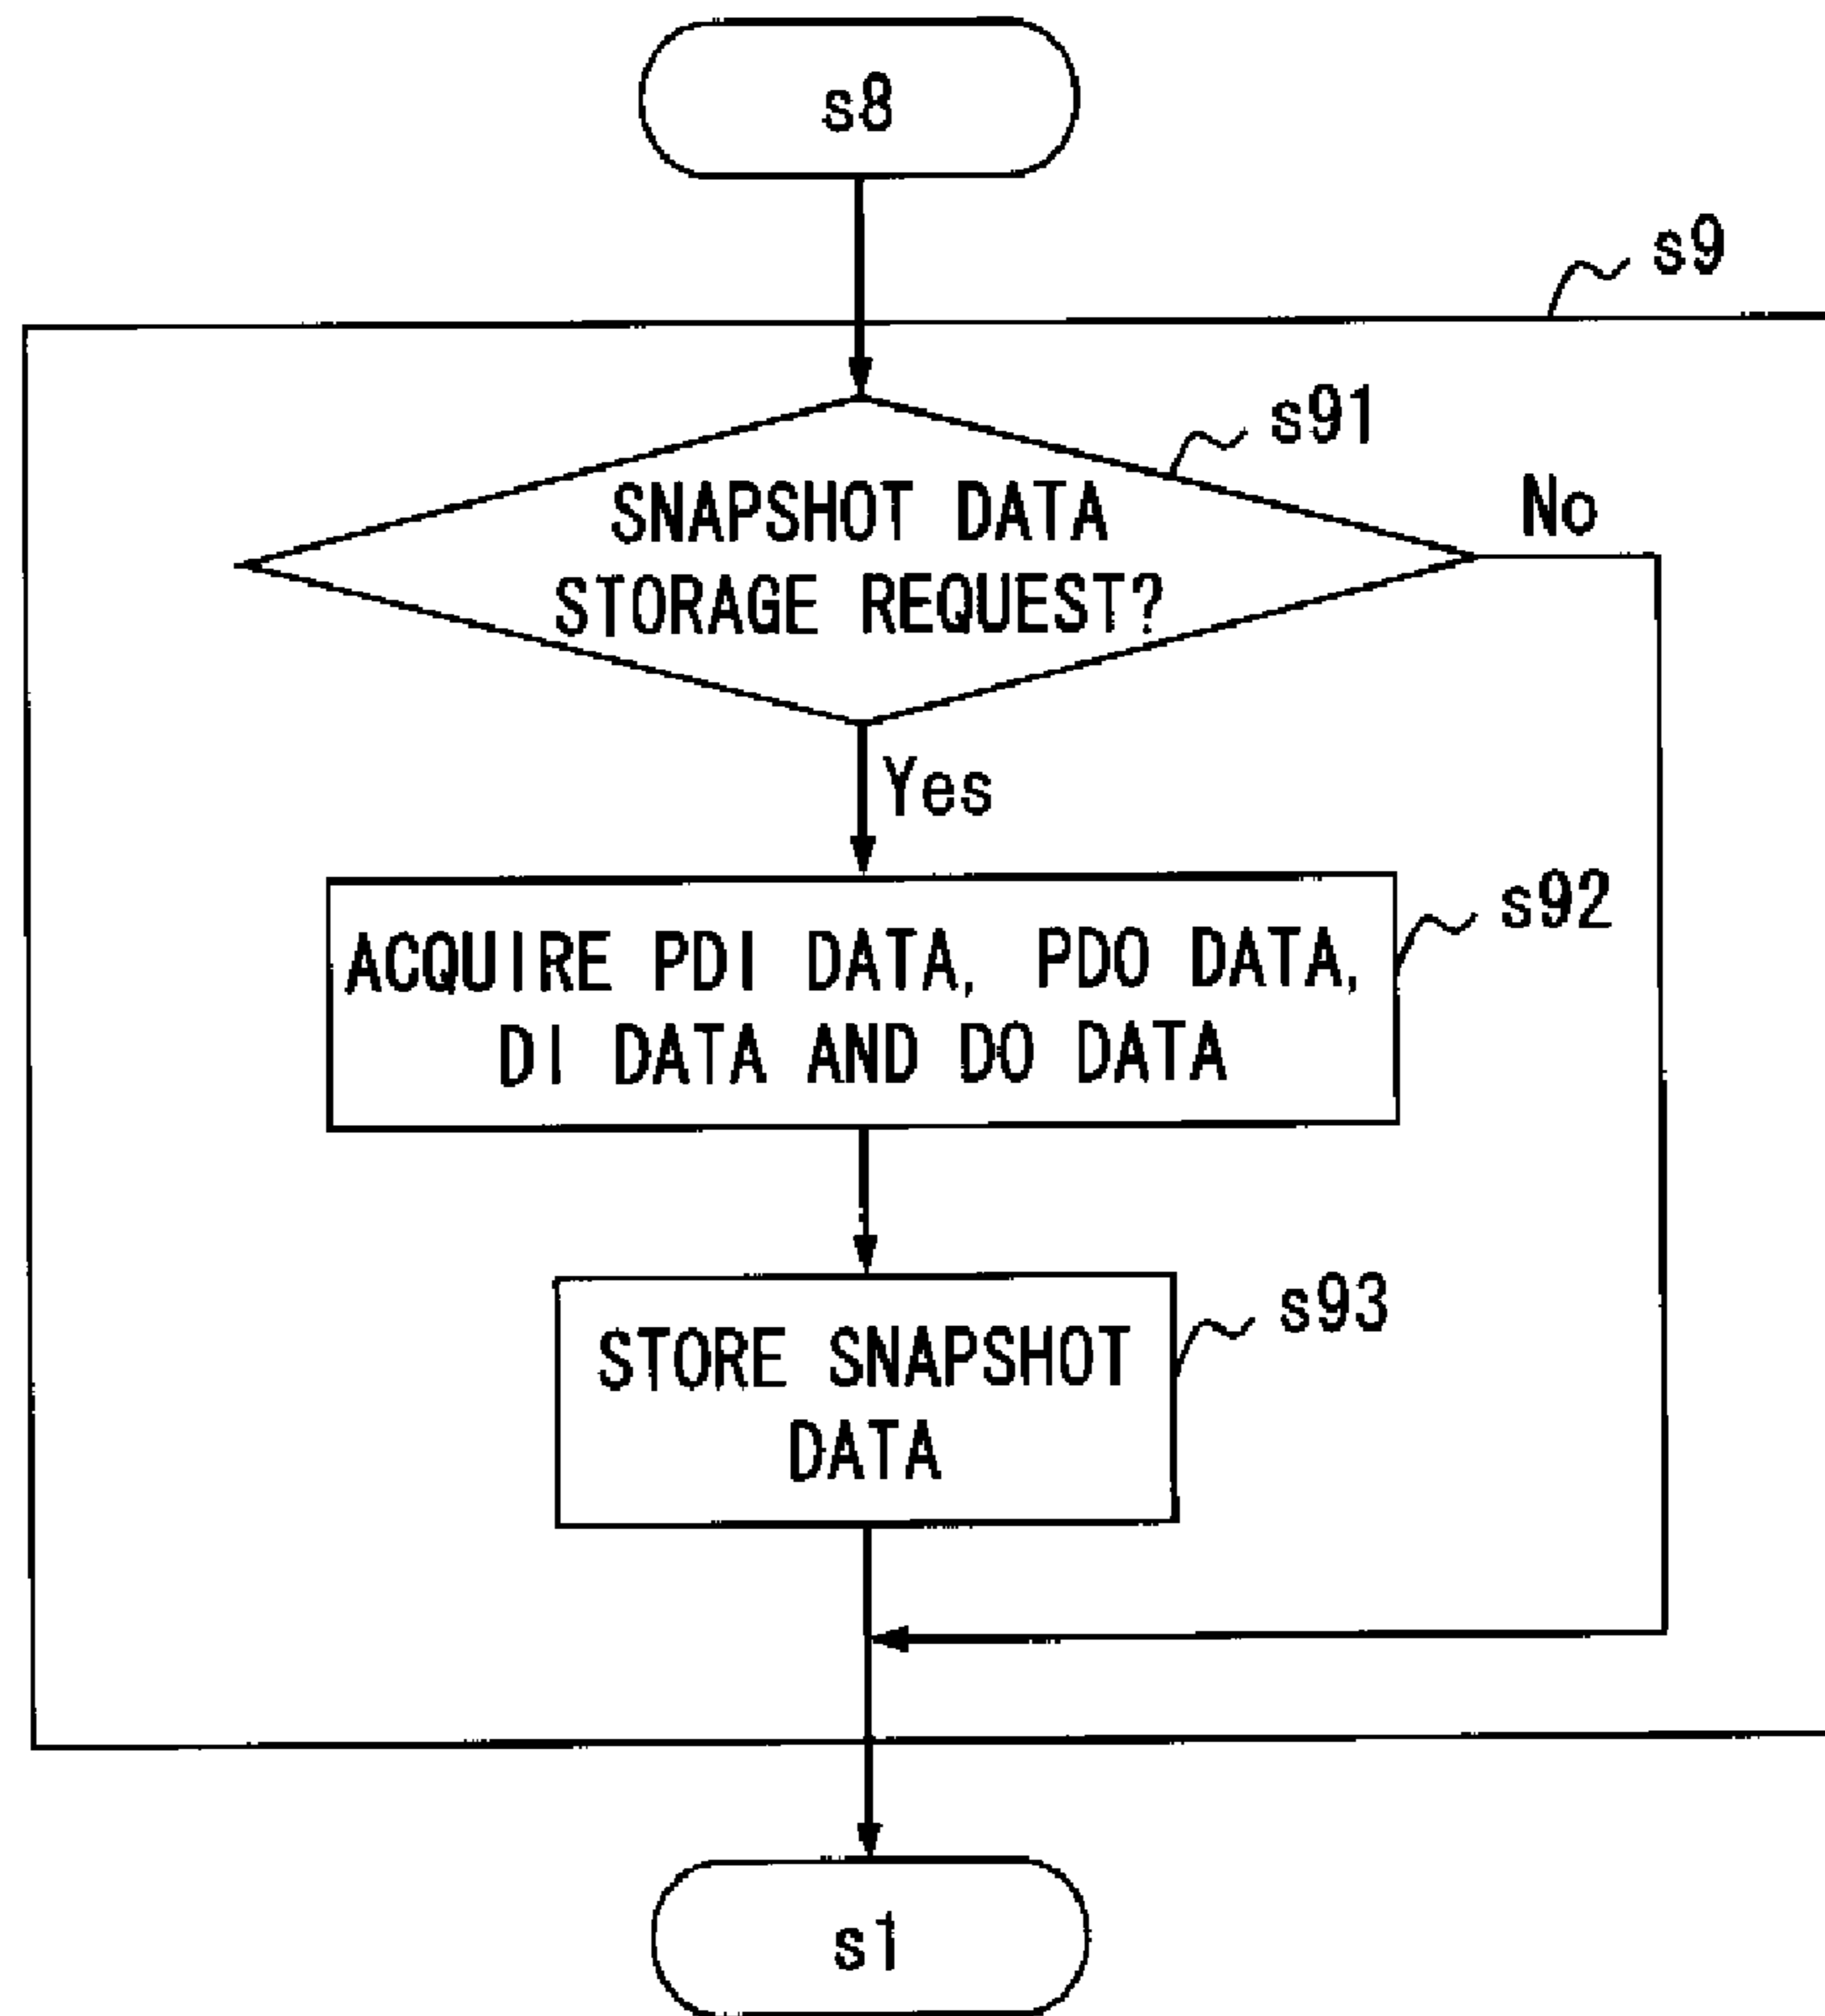 s8
s9
s91
SNAPSHOT DATA
STORAGE REQUEST?
No
Yes
s92
ACQUIRE PDI DATA, PDO DATA,
DI DATA AND DO DATA
s93
STORE SNAPSHOT
DATA
s1